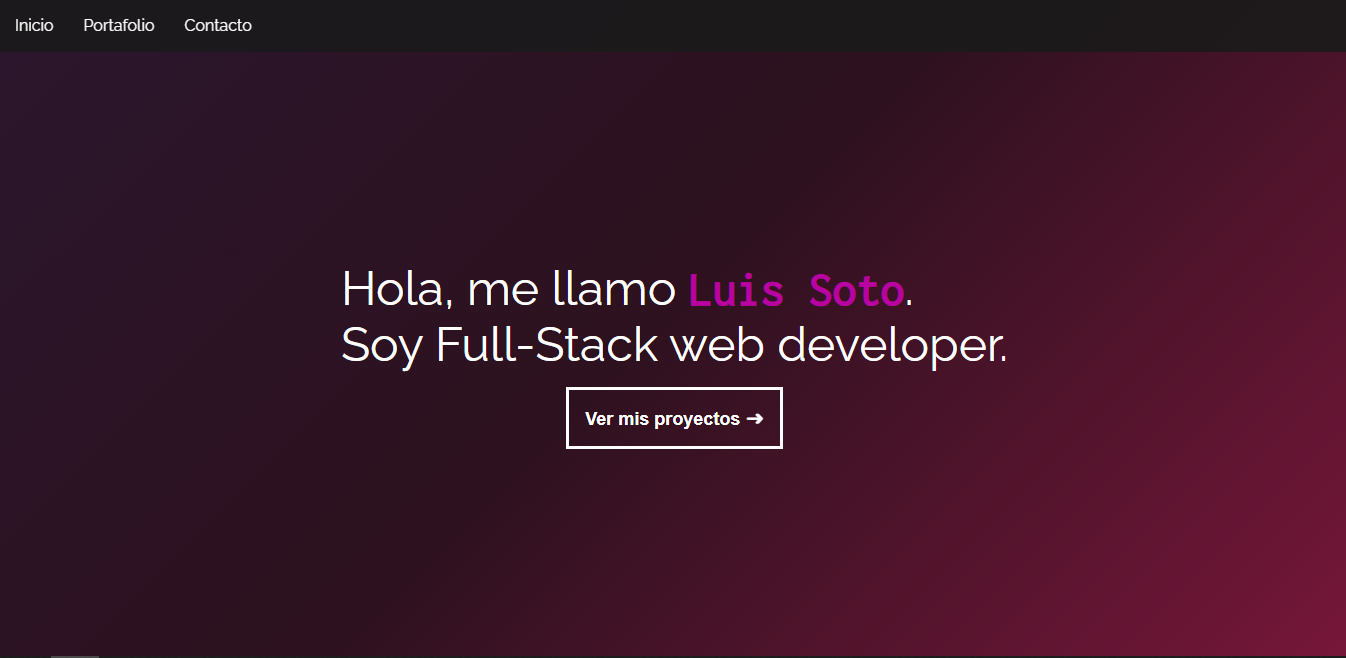 Inicio Portafolio Contacto
Hola, me llamo Luis Soto.
Soy Full-Stack web developer.
Ver mis proyectos ➜